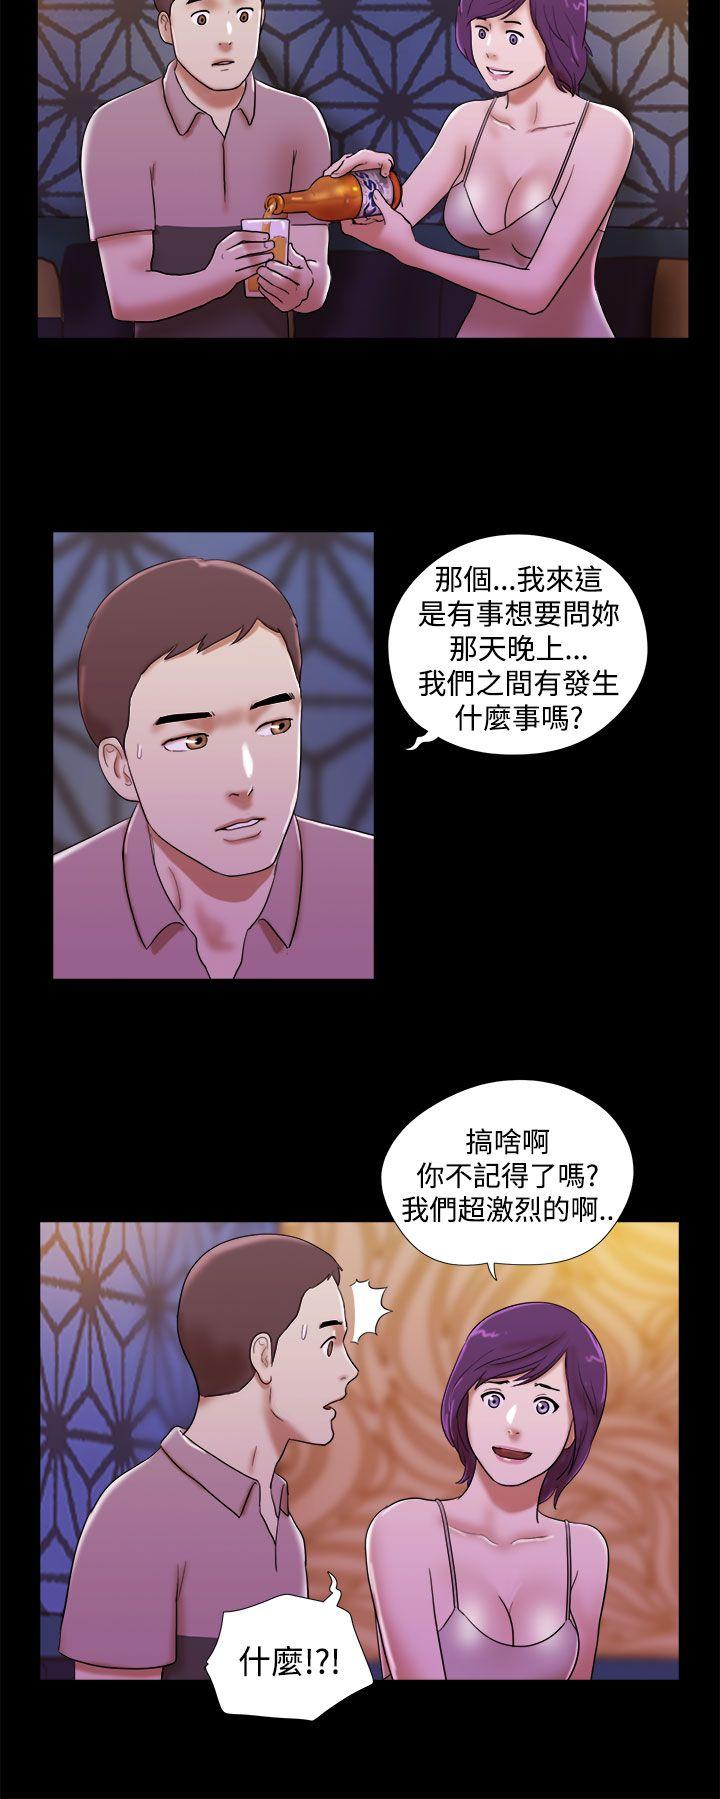 那個...我來這
是有事想要問妳
那天晚上...
我們之間有發生
什麼事嗎?
搞啥啊
你不記得了嗎?
我們超激烈的啊..
什麼!?!